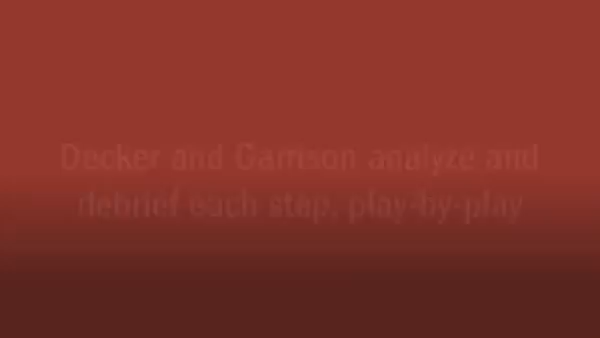 Decker and Garrison analyze and
debrief each step, play-by-play